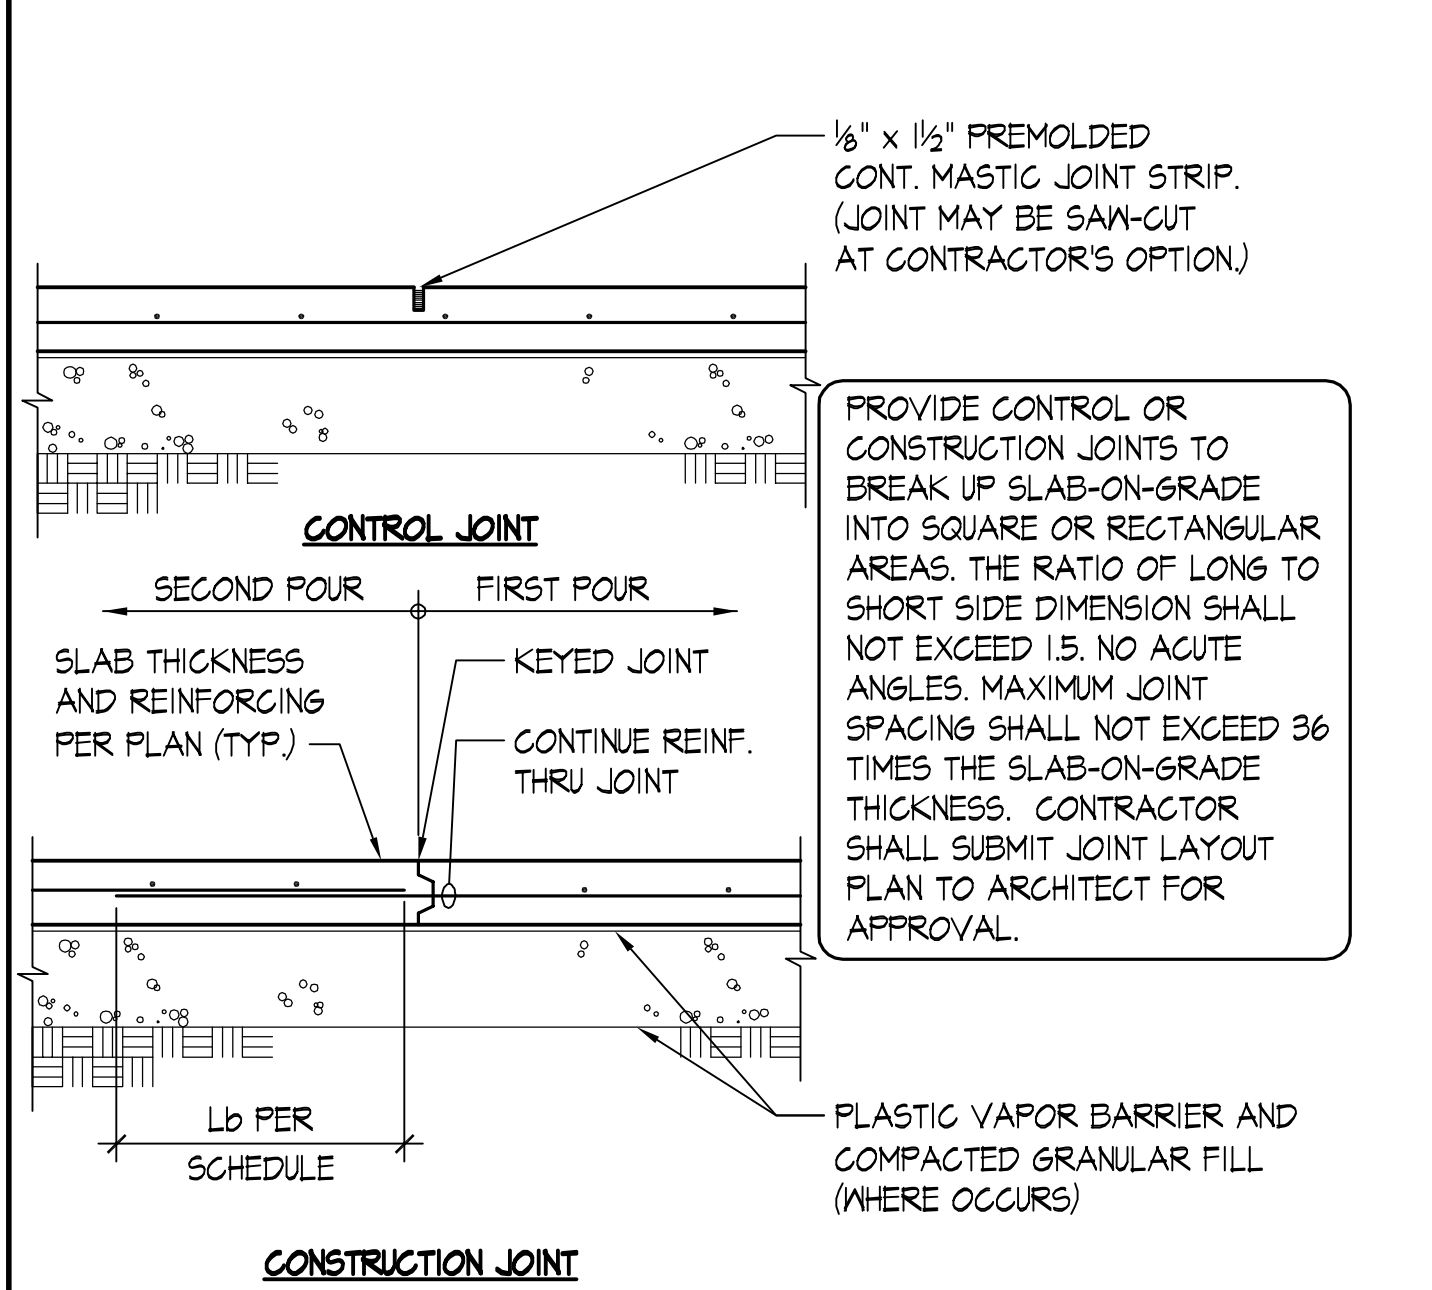 ⅛" x 1½" PREMOLDED
CONT. MASTIC JOINT STRIP.
(JOINT MAY BE SAW-CUT
AT CONTRACTOR'S OPTION.)
CONTROL JOINT
PROVIDE CONTROL OR
CONSTRUCTION JOINTS TO
BREAK UP SLAB-ON-GRADE
INTO SQUARE OR RECTANGULAR
AREAS. THE RATIO OF LONG TO
SHORT SIDE DIMENSION SHALL
NOT EXCEED 1.5. NO ACUTE
ANGLES. MAXIMUM JOINT
SPACING SHALL NOT EXCEED 36
TIMES THE SLAB-ON-GRADE
THICKNESS. CONTRACTOR
SHALL SUBMIT JOINT LAYOUT
PLAN TO ARCHITECT FOR
APPROVAL.
SECOND POUR
FIRST POUR
SLAB THICKNESS
AND REINFORCING
PER PLAN (TYP.)
KEYED JOINT
CONTINUE REINF.
THRU JOINT
Lb PER
SCHEDULE
PLASTIC VAPOR BARRIER AND
COMPACTED GRANULAR FILL
(WHERE OCCURS)
CONSTRUCTION JOINT